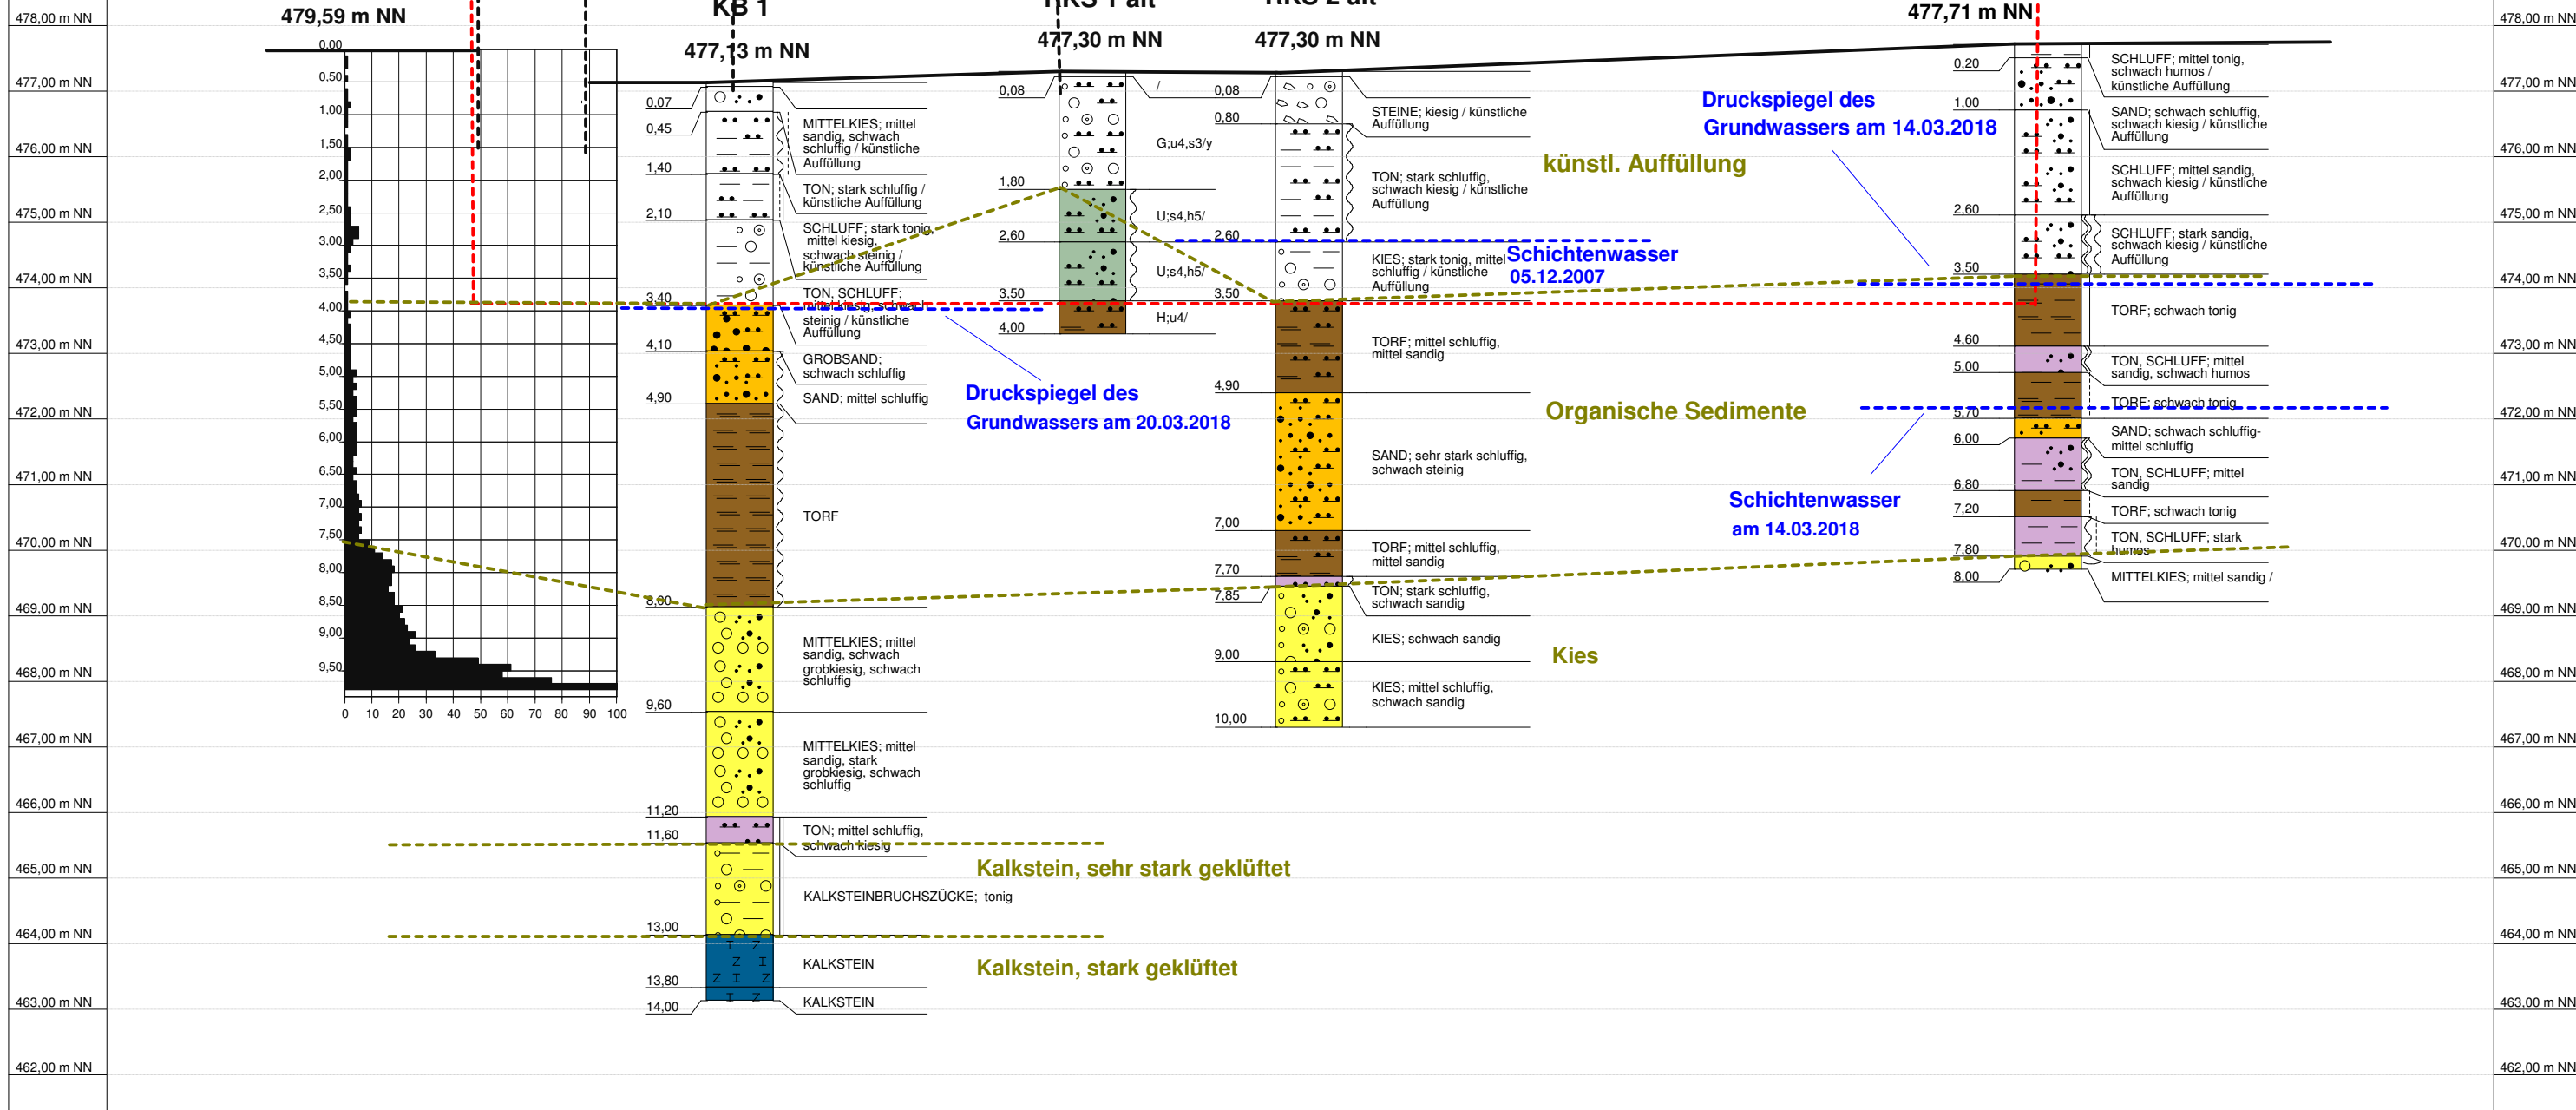 478,00 m NN
477,00 m NN
476,00 m NN
475,00 m NN
474,00 m NN
473,00 m NN
472,00 m NN
471,00 m NN
470,00 m NN
469,00 m NN
468,00 m NN
467,00 m NN
466,00 m NN
465,00 m NN
464,00 m NN
463,00 m NN
462,00 m NN
479,59 m NN
0,00
0,50
1,00
1,50
2,00
2,50
3,00
3,50
4,00
4,50
5,00
5,50
6,00
6,50
7,00
7,50
8,00
8,50
9,00
9,50
0 10 20 30 40 50 60 70 80 90 100
KB 1
477,13 m NN
0,07
0,45
1,40
2,10
3,40
4,10
4,90
8,00
9,60
11,20
11,60
13,00
13,80
14,00
MITTELKIES; mittel
sandig, schwach
schluffig / künstliche
Auffüllung
TON; stark schluffig /
künstliche Auffüllung
SCHLUFF; stark tonig,
mittel kiesig,
schwach steinig /
künstliche Auffüllung
TON, SCHLUFF;
mittel kiesig, schwach
steinig / künstliche
Auffüllung
GROBSAND;
schwach schluffig
SAND; mittel schluffig
TORF
MITTELKIES; mittel
sandig, schwach
grobkiesig, schwach
schluffig
MITTELKIES; mittel
sandig, stark
grobkiesig, schwach
schluffig
TON; mittel schluffig,
schwach kiesig
KALKSTEINBRUCHSZÜCKE; tonig
KALKSTEIN
KALKSTEIN
Druckspiegel des
Grundwassers am 20.03.2018
Kalkstein, sehr stark geklüftet
Kalkstein, stark geklüftet
RKS 1 alt
477,30 m NN
0,08
1,80
2,60
3,50
4,00
/
G;u4,s3/y
U;s4,h5/
U;s4,h5/
H;u4/
RKS 2 alt
477,30 m NN
0,08
0,80
2,60
3,50
4,90
7,00
7,70
7,85
9,00
10,00
STEINE; kiesig / künstliche
Auffüllung
TON; stark schluffig,
schwach kiesig / künstliche
Auffüllung
KIES; stark tonig, mittel
schluffig / künstliche
Auffüllung
TORF; mittel schluffig,
mittel sandig
SAND; sehr stark schluffig,
schwach steinig
TORF; mittel schluffig,
mittel sandig
TON; stark schluffig,
schwach sandig
KIES; schwach sandig
KIES; mittel schluffig,
schwach sandig
künstl. Auffüllung
Schichtenwasser
05.12.2007
Organische Sedimente
Kies
Druckspiegel des
Grundwassers am 14.03.2018
Schichtenwasser
am 14.03.2018
477,71 m NN
0,20
1,00
2,60
3,50
4,60
5,00
5,70
6,00
6,80
7,20
7,80
8,00
SCHLUFF; mittel tonig,
schwach humos /
künstliche Auffüllung
SAND; schwach schluffig,
schwach kiesig / künstliche
Auffüllung
SCHLUFF; mittel sandig,
schwach kiesig / künstliche
Auffüllung
SCHLUFF; stark sandig,
schwach kiesig / künstliche
Auffüllung
TORF; schwach tonig
TON, SCHLUFF; mittel
sandig, schwach humos
TORF; schwach tonig
SAND; schwach schluffig-
mittel schluffig
TON, SCHLUFF; mittel
sandig
TORF; schwach tonig
TON, SCHLUFF; stark
humos
MITTELKIES; mittel sandig /
478,00 m NN
477,00 m NN
476,00 m NN
475,00 m NN
474,00 m NN
473,00 m NN
472,00 m NN
471,00 m NN
470,00 m NN
469,00 m NN
468,00 m NN
467,00 m NN
466,00 m NN
465,00 m NN
464,00 m NN
463,00 m NN
462,00 m NN